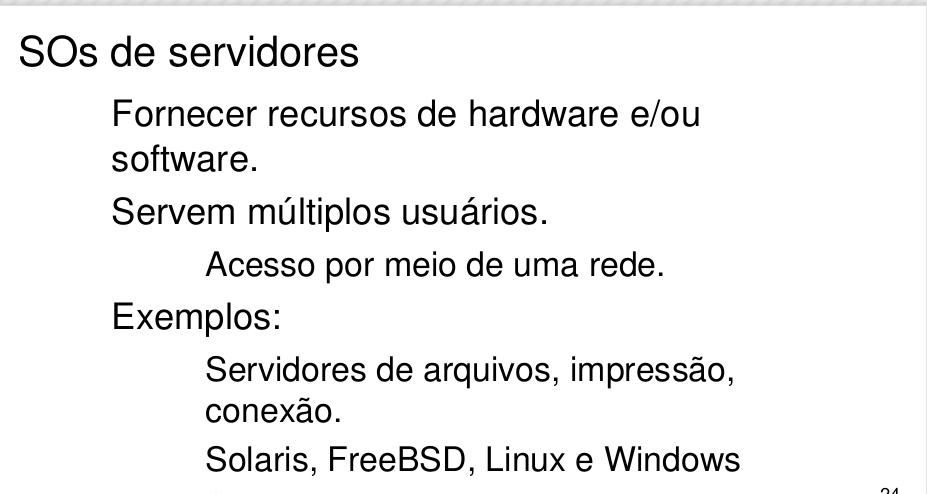 SOs de servidores
Fornecer recursos de hardware e/ou
software.
Servem múltiplos usuários.
Acesso por meio de uma rede.
Exemplos:
Servidores de arquivos, impressão,
conexão.
Solaris, FreeBSD, Linux e Windows